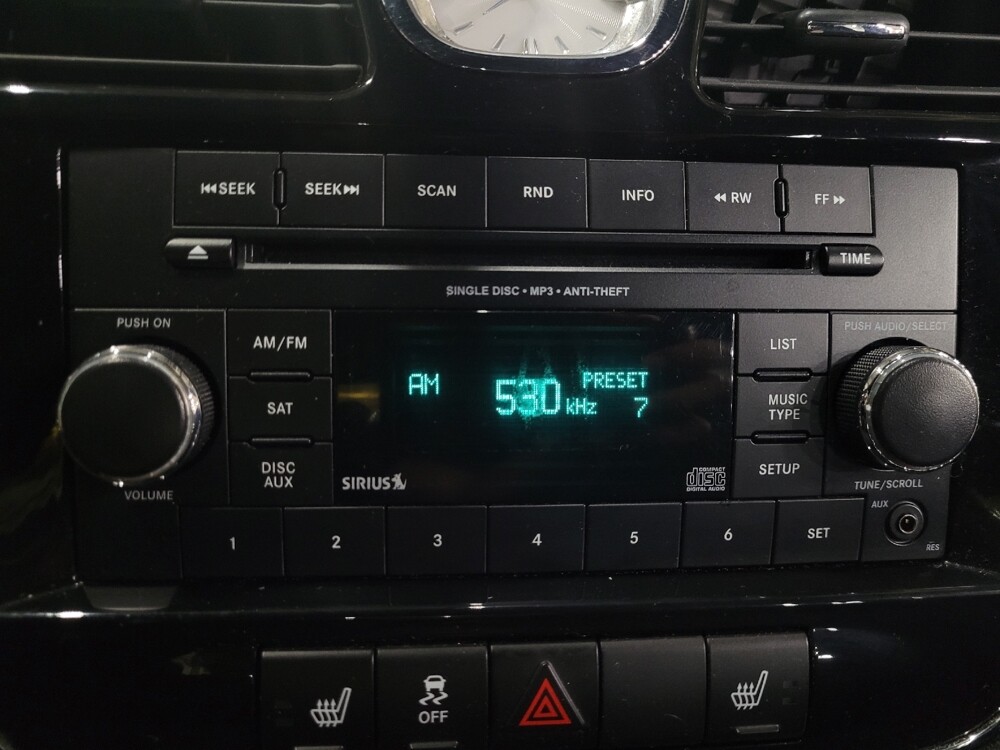 SEEK
SEEK
SCAN
RND
INFO
RW
FF
TIME
SINGLE DISC • MP3 • ANTI-THEFT
PUSH ON
VOLUME
AM/FM
SAT
DISC
AUX
AM
530 kHz
PRESET
7
SIRIUS
COMPACT
disc
DIGITAL AUDIO
LIST
MUSIC
TYPE
SETUP
PUSH AUDIO/SELECT
TUNE/SCROLL
AUX
RES
1
2
3
4
5
6
SET
OFF